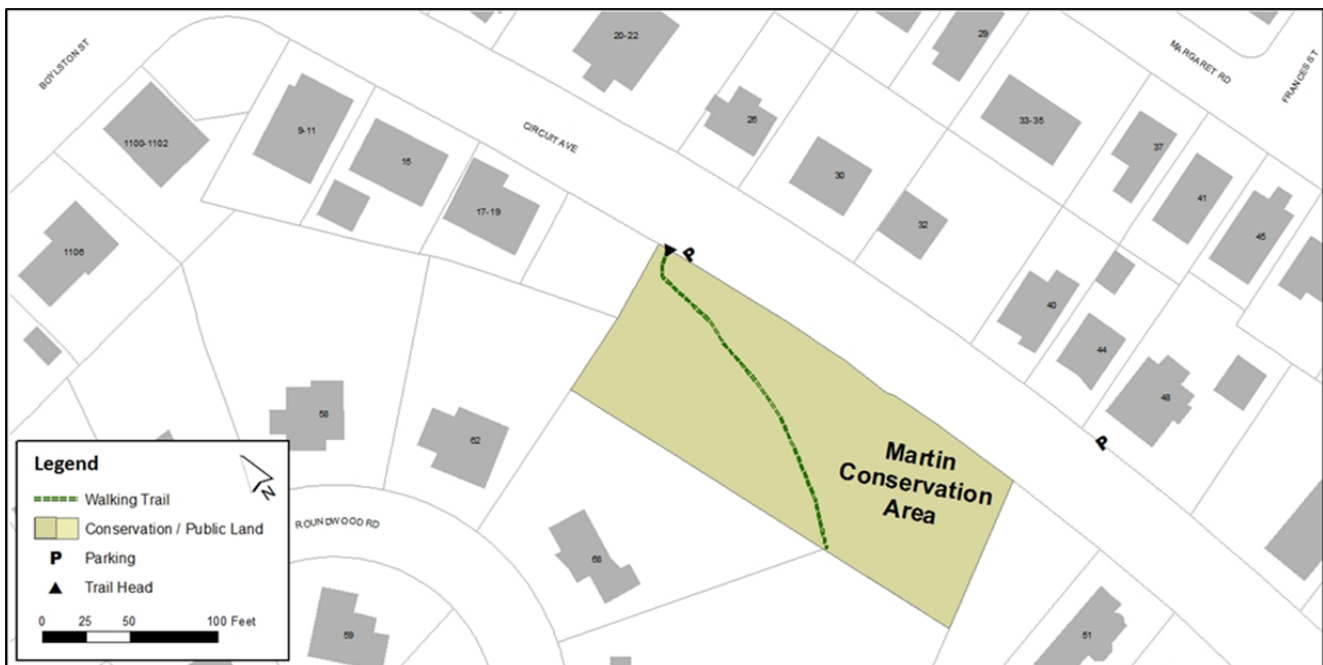 BOYLSTON ST
20-22
29
MARGARET RD
FRANCES ST
1100-1102
9-11
15
17-19
CIRCUIT AVE
26
30
32
33-35
37
41
45
1106
P
40
44
48
P
58
62
Martin
Conservation
Area
ROUNDWOOD RD
68
59
51
Legend
N
Walking Trail
Conservation / Public Land
P Parking
Trail Head
0 25 50 100 Feet